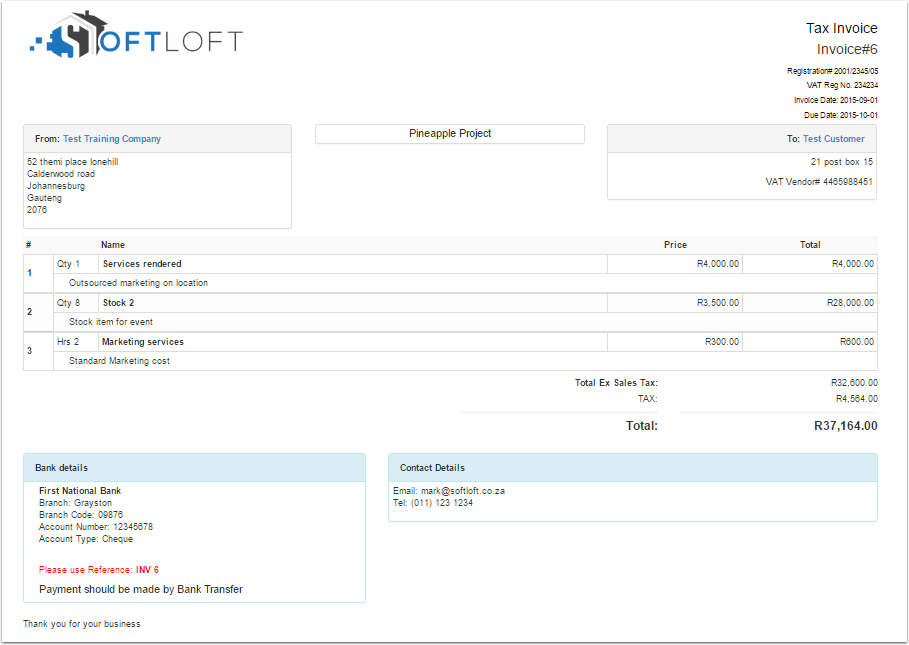 SOFTLOFT
Tax Invoice
Invoice#6
Registration# 2001/2345/05
VAT Reg No. 234234
Invoice Date: 2015-09-01
Due Date: 2015-10-01
From: Test Training Company
52 themi place lonehill
Calderwood road
Johannesburg
Gauteng
2076
Pineapple Project
To: Test Customer
21 post box 15
VAT Vendor# 4465988451
# Name Price Total
1 Qty 1 Services rendered R4,000.00 R4,000.00
Outsourced marketing on location
2 Qty 8 Stock 2 R3,500.00 R28,000.00
Stock item for event
3 Hrs 2 Marketing services R300.00 R600.00
Standard Marketing cost
Total Ex Sales Tax: R32,600.00
TAX: R4,564.00
Total: R37,164.00
Bank details
First National Bank
Branch: Grayston
Branch Code: 09876
Account Number: 12345678
Account Type: Cheque
Please use Reference: INV 6
Payment should be made by Bank Transfer
Contact Details
Email: mark@softloft.co.za
Tel: (011) 123 1234
Thank you for your business